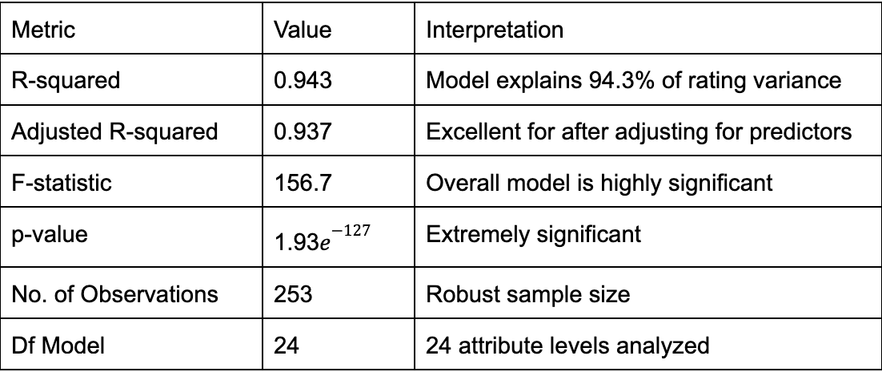 Metric Value Interpretation
R-squared 0.943 Model explains 94.3% of rating variance
Adjusted R-squared 0.937 Excellent for after adjusting for predictors
F-statistic 156.7 Overall model is highly significant
p-value 1.93e⁻¹²⁷ Extremely significant
No. of Observations 253 Robust sample size
Df Model 24 24 attribute levels analyzed